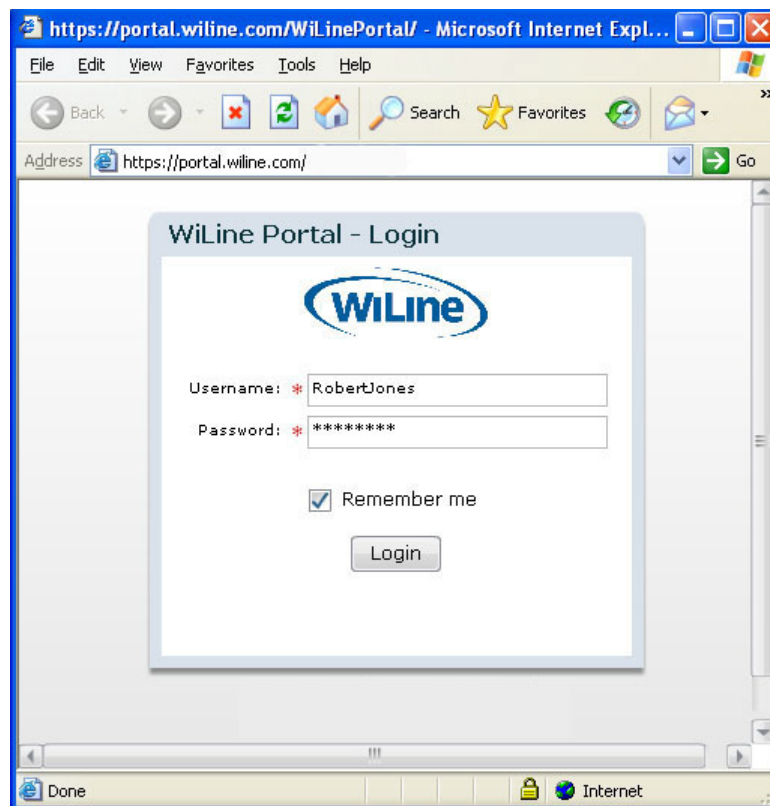 https://portal.wiline.com/WiLinePortal/ - Microsoft Internet Expl...
File Edit View Favorites Tools Help
Back Search Favorites »
Address https://portal.wiline.com/ Go
WiLine Portal - Login
WiLine
Username: * RobertJones
Password: * ********
Remember me
Login
Done Internet